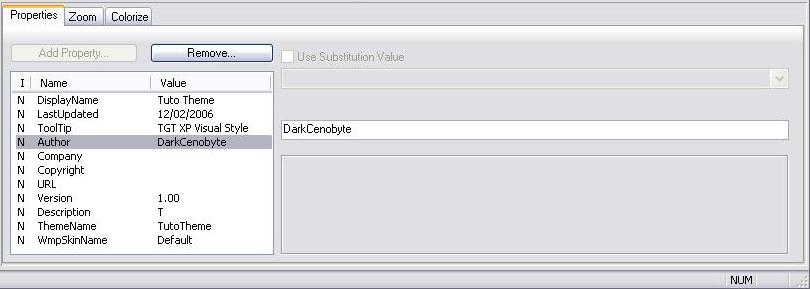 Properties Zoom Colorize
Add Property... Remove... Use Substitution Value
I Name Value
N DisplayName Tuto Theme
N LastUpdated 12/02/2006
N ToolTip TGT XP Visual Style
N Author DarkCenobyte
DarkCenobyte
N Company
N Copyright
N URL
N Version 1.00
N Description T
N ThemeName TutoTheme
N WmpSkinName Default
NUM